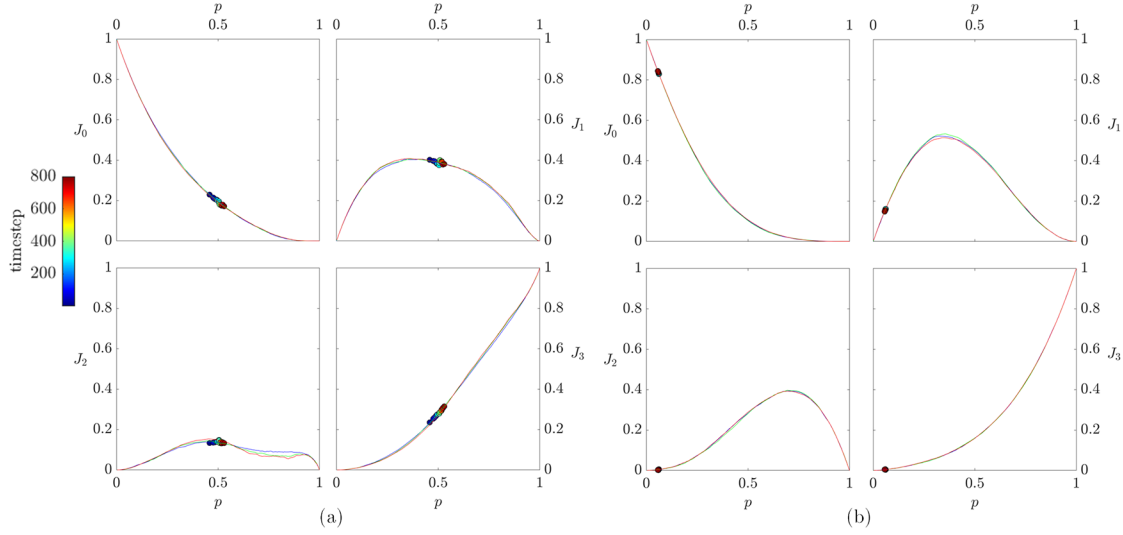 p p p p
0 0.5 1 0 0.5 1 0 0.5 1 0 0.5 1
1 1 1 1
0.8 0.8 0.8 0.8
0.6 0.6 0.6 0.6
J0 J1 J0 J1
0.4 0.4 0.4 0.4
0.2 0.2 0.2 0.2
0 0 0 0
timestep
800
600
400
200
1 1 1 1
0.8 0.8 0.8 0.8
0.6 0.6 0.6 0.6
J2 J3 J2 J3
0.4 0.4 0.4 0.4
0.2 0.2 0.2 0.2
0 0 0 0
0 0.5 1 0 0.5 1 0 0.5 1 0 0.5 1
p p p p
(a) (b)